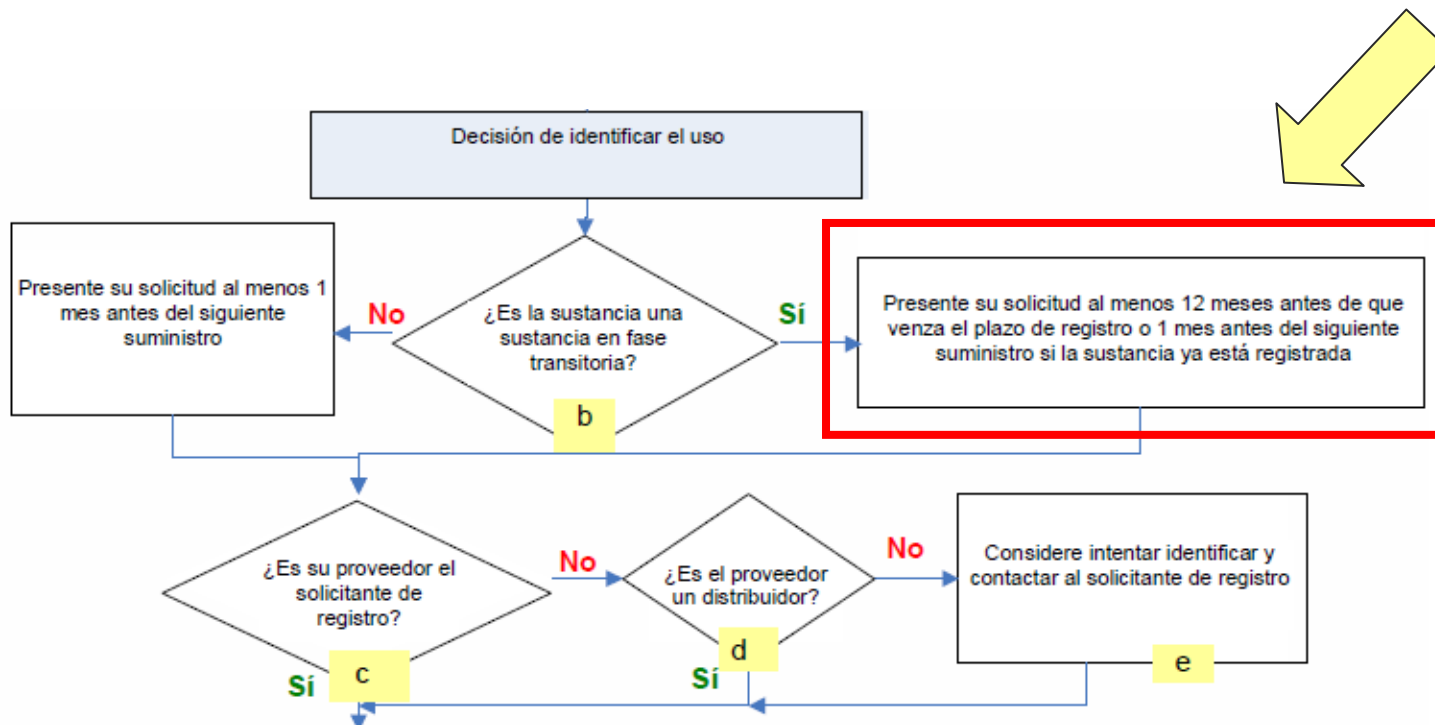 Decisión de identificar el uso
Presente su solicitud al menos 1
mes antes del siguiente
suministro
No
¿Es la sustancia una
sustancia en fase
transitoria?
b
Sí
Presente su solicitud al menos 12 meses antes de que
venza el plazo de registro o 1 mes antes del siguiente
suministro si la sustancia ya está registrada
¿Es su proveedor el
solicitante de
registro?
c
Sí
No
¿Es el proveedor
un distribuidor?
d
Sí
No
Considere intentar identificar y
contactar al solicitante de registro
e